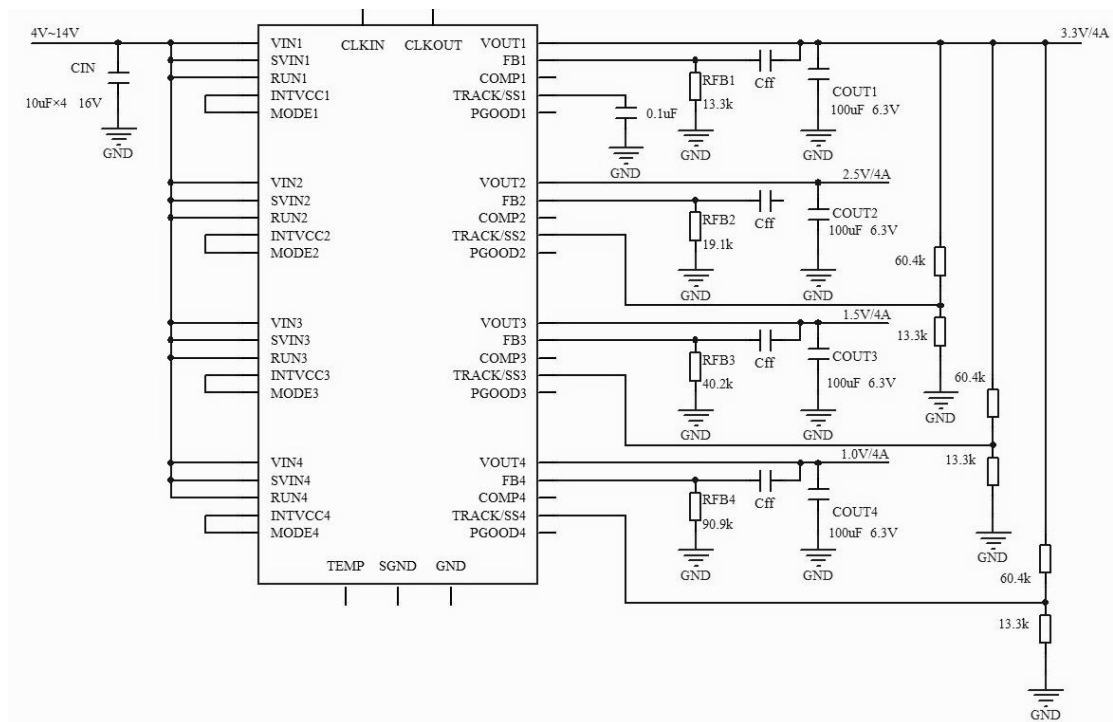 4V~14V
CIN
10uF×4 16V
GND
VIN1
SVIN1
RUN1
INTVCC1
MODE1
VIN2
SVIN2
RUN2
INTVCC2
MODE2
VIN3
SVIN3
RUN3
INTVCC3
MODE3
VIN4
SVIN4
RUN4
INTVCC4
MODE4
CLKIN CLKOUT
TEMP SGND GND
VOUT1
FB1
COMP1
TRACK/SS1
PGOOD1
VOUT2
FB2
COMP2
TRACK/SS2
PGOOD2
VOUT3
FB3
COMP3
TRACK/SS3
PGOOD3
VOUT4
FB4
COMP4
TRACK/SS4
PGOOD4
3.3V/4A
0.1uF
GND
RFB1
13.3k
GND
Cff
COUT1
100uF 6.3V
GND
2.5V/4A
RFB2
19.1k
GND
Cff
COUT2
100uF 6.3V
GND
1.5V/4A
RFB3
40.2k
GND
Cff
COUT3
100uF 6.3V
GND
1.0V/4A
RFB4
90.9k
GND
Cff
COUT4
100uF 6.3V
GND
60.4k
13.3k
GND
60.4k
13.3k
GND
60.4k
13.3k
GND